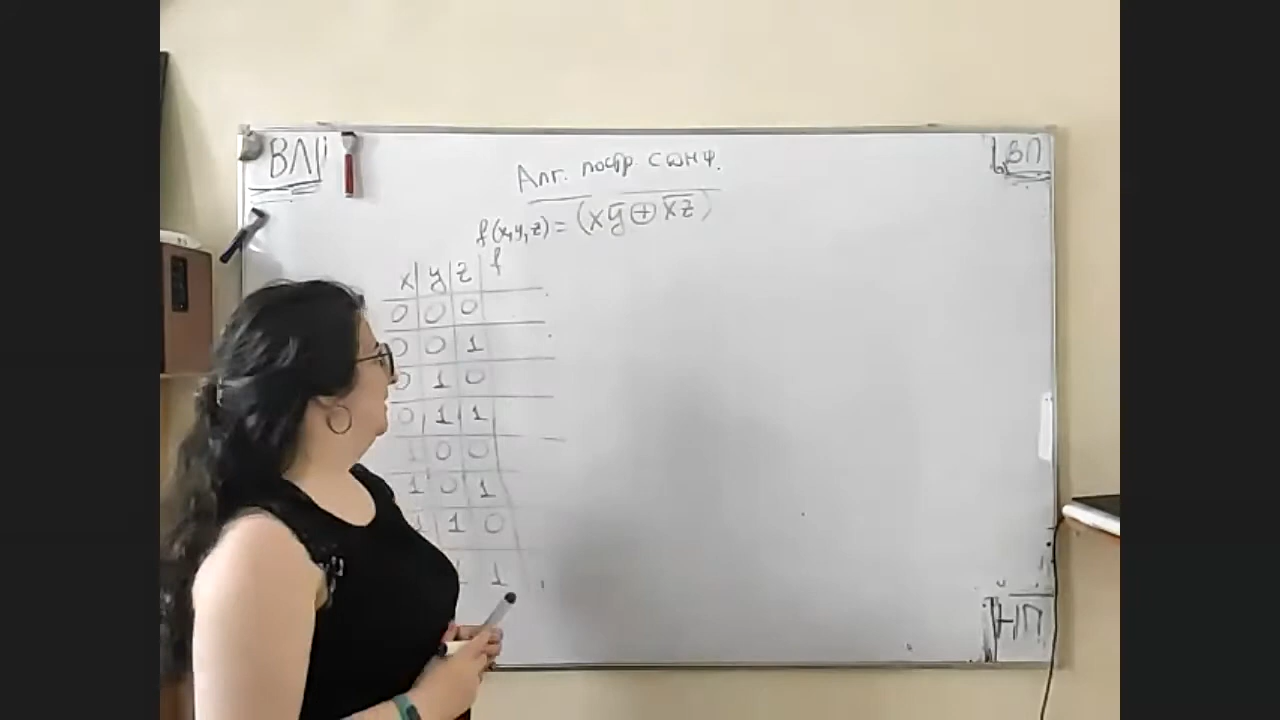 ВЛ
ВП
Алг. постр. СДНФ.
f(x,y,z) = (xy̅ ⊕ x̅z̅)
x y z f
0 0 0
0 0 1
0 1 0
0 1 1
1 0 0
1 0 1
1 1 0
1 1
НП